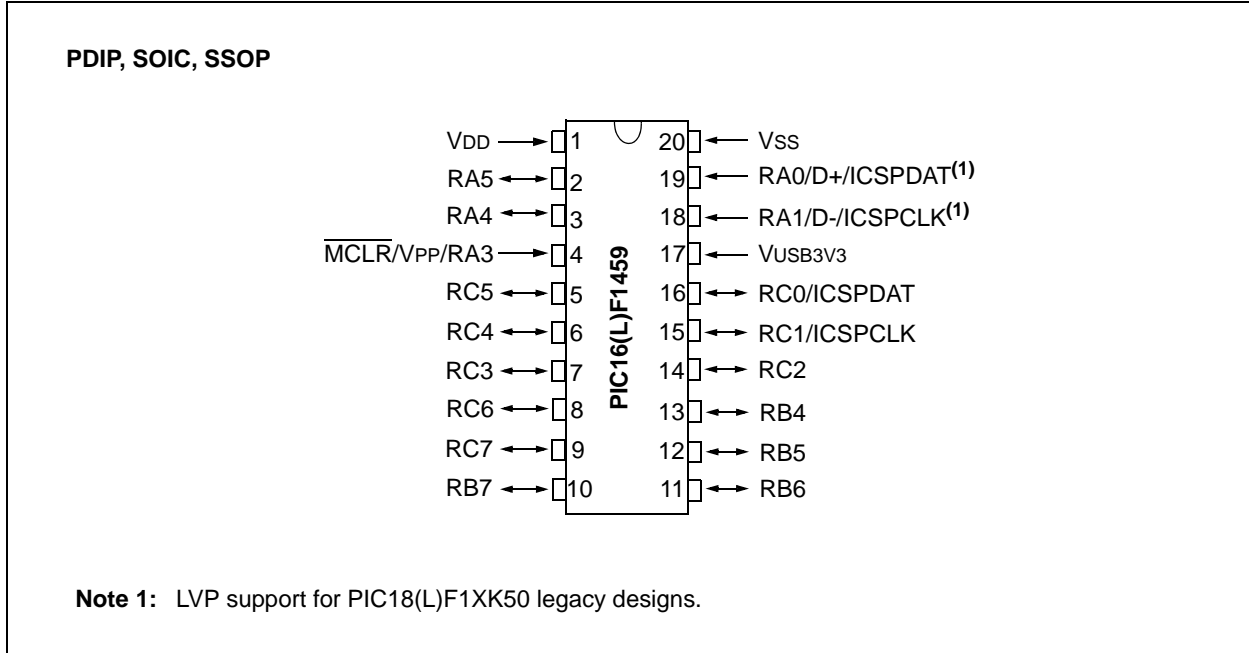 PDIP, SOIC, SSOP
VDD 1 20 VSS
RA5 2 19 RA0/D+/ICSPDAT(1)
RA4 3 18 RA1/D-/ICSPCLK(1)
MCLR/VPP/RA3 4 17 VUSB3V3
RC5 5 16 RC0/ICSPDAT
RC4 6 15 RC1/ICSPCLK
RC3 7 14 RC2
RC6 8 13 RB4
RC7 9 12 RB5
RB7 10 11 RB6
PIC16(L)F1459
Note 1: LVP support for PIC18(L)F1XK50 legacy designs.